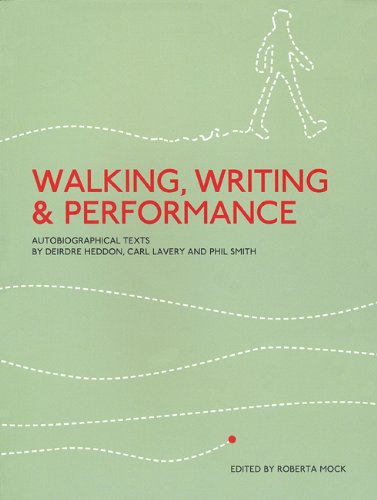 WALKING, WRITING
& PERFORMANCE
AUTOBIOGRAPHICAL TEXTS
BY DEIRDRE HEDDON, CARL LAVERY AND PHIL SMITH
EDITED BY ROBERTA MOCK